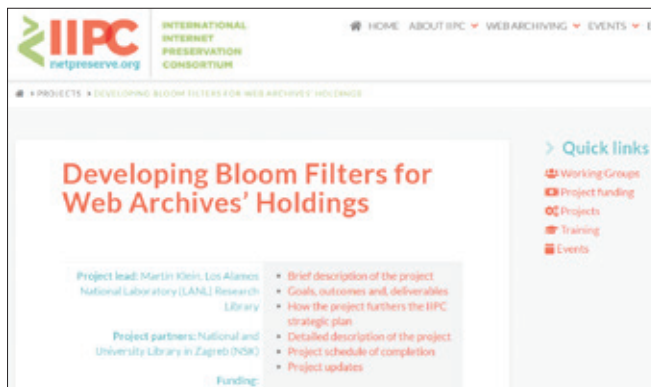 IIPC
netpreserve.org
INTERNATIONAL
INTERNET
PRESERVATION
CONSORTIUM
HOME ABOUT IIPC WEB ARCHIVING EVENTS
PROJECTS DEVELOPING BLOOM FILTERS FOR WEB ARCHIVES' HOLDINGS
Developing Bloom Filters for
Web Archives' Holdings
Project lead: Martin Klein, Los Alamos
National Laboratory (LANL) Research
Library
Project partners: National and
University Library in Zagreb (NSK)
Funding:
Brief description of the project
Goals, outcomes and, deliverables
How the project furthers the IIPC
strategic plan
Detailed description of the project
Project schedule of completion
Project updates
Quick links
Working Groups
Project funding
Projects
Training
Events